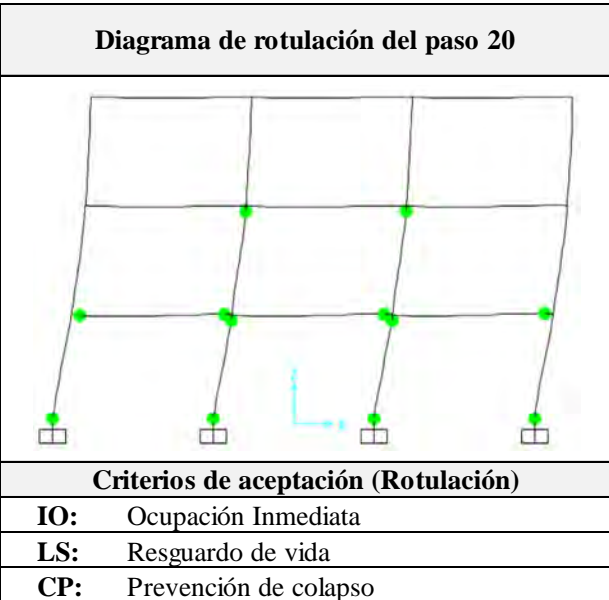 Diagrama de rotulación del paso 20
Criterios de aceptación (Rotulación)
IO: Ocupación Inmediata
LS: Resguardo de vida
CP: Prevención de colapso